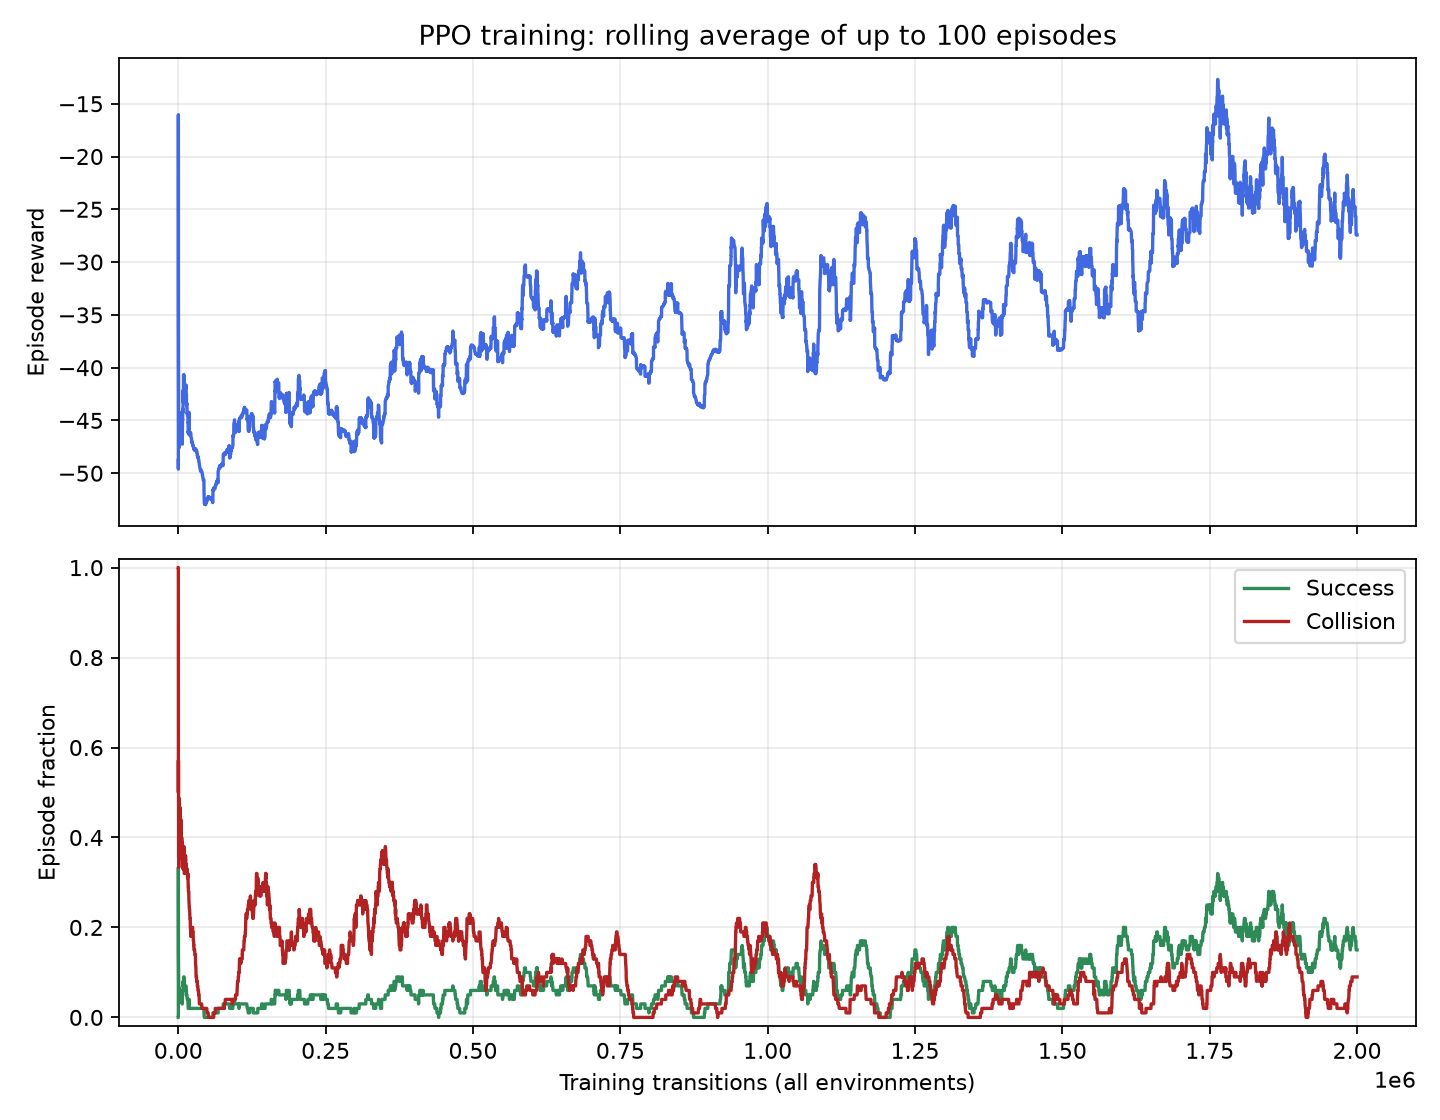 PPO training: rolling average of up to 100 episodes
Episode reward
−15
−20
−25
−30
−35
−40
−45
−50
Episode fraction
1.0
0.8
0.6
0.4
0.2
0.0
Success
Collision
0.00 0.25 0.50 0.75 1.00 1.25 1.50 1.75 2.00
1e6
Training transitions (all environments)